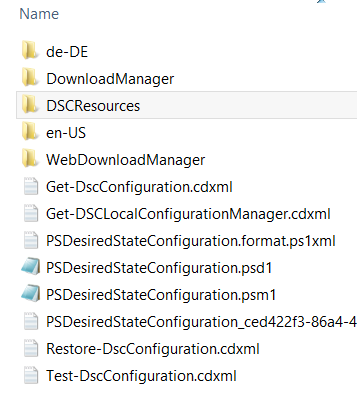 Name
de-DE
DownloadManager
DSCResources
en-US
WebDownloadManager
Get-DscConfiguration.cdxml
Get-DSCLocalConfigurationManager.cdxml
PSDesiredStateConfiguration.format.ps1xml
PSDesiredStateConfiguration.psd1
PSDesiredStateConfiguration.psm1
PSDesiredStateConfiguration_ced422f3-86a4-4
Restore-DscConfiguration.cdxml
Test-DscConfiguration.cdxml